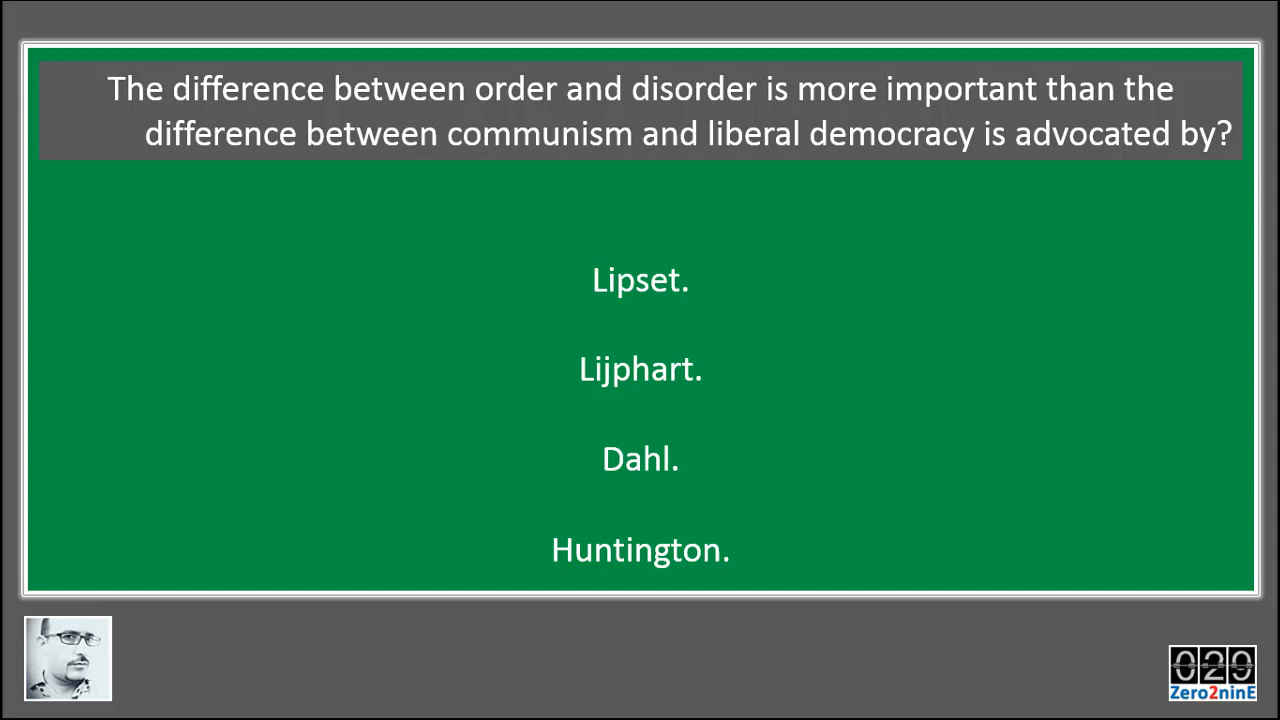 The difference between order and disorder is more important than the
difference between communism and liberal democracy is advocated by?
Lipset.
Lijphart.
Dahl.
Huntington.
029
Zero2ninE